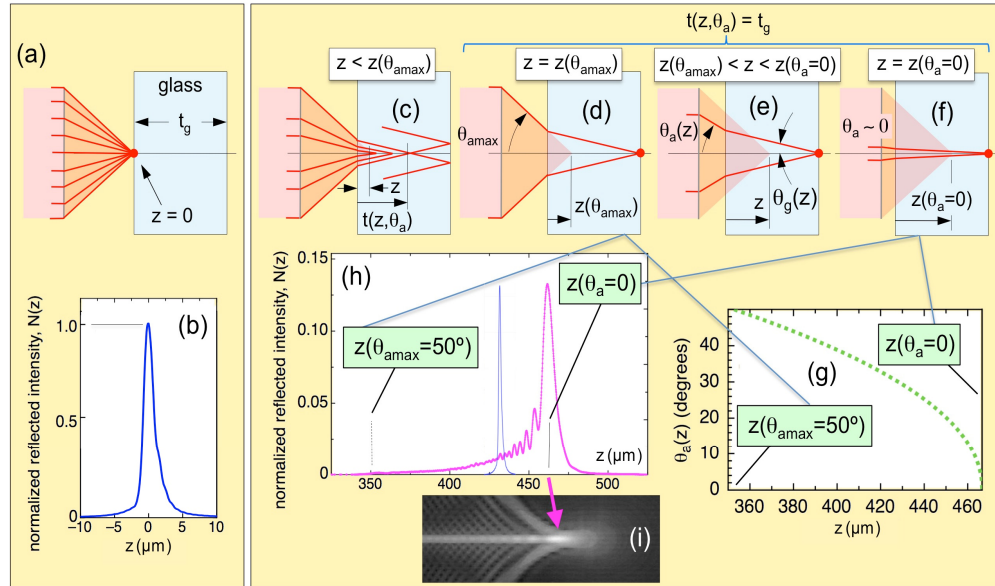 (a)
glass
t_g
z = 0
normalized reflected intensity, N(z)
(b)
1.0
0.5
0
−10 −5 0 5 10
z (µm)
t(z,θ_a) = t_g
z < z(θ_amax)
z = z(θ_amax)
z(θ_amax) < z < z(θ_a=0)
z = z(θ_a=0)
(c)
(d)
(e)
(f)
z
t(z,θ_a)
θ_amax
z(θ_amax)
θ_a(z)
z
θ_g(z)
θ_a ~ 0
z(θ_a=0)
normalized reflected intensity, N(z)
(h)
0.15
0.10
0.05
0
350 400 450 500
z (µm)
z(θ_amax=50º)
z(θ_a=0)
(i)
θ_a(z) (degrees)
40
30
20
10
0
360 380 400 420 440 460
z (µm)
(g)
z(θ_a=0)
z(θ_amax=50º)